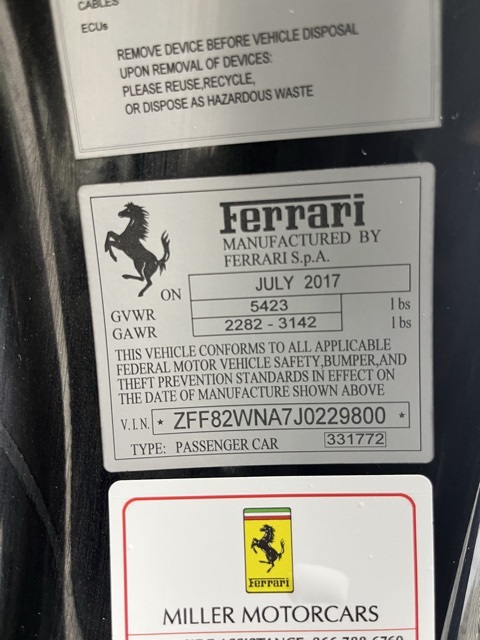 CABLES
ECUs
REMOVE DEVICE BEFORE VEHICLE DISPOSAL
UPON REMOVAL OF DEVICES:
PLEASE REUSE,RECYCLE,
OR DISPOSE AS HAZARDOUS WASTE
Ferrari
MANUFACTURED BY
FERRARI S.p.A.
ON JULY 2017
GVWR 5423 lbs
GAWR 2282 - 3142 lbs
THIS VEHICLE CONFORMS TO ALL APPLICABLE
FEDERAL MOTOR VEHICLE SAFETY,BUMPER,AND
THEFT PREVENTION STANDARDS IN EFFECT ON
THE DATE OF MANUFACTURE SHOWN ABOVE
V.I.N. * ZFF82WNA7J0229800 *
TYPE: PASSENGER CAR 331772
Ferrari
MILLER MOTORCARS
ASSISTANCE